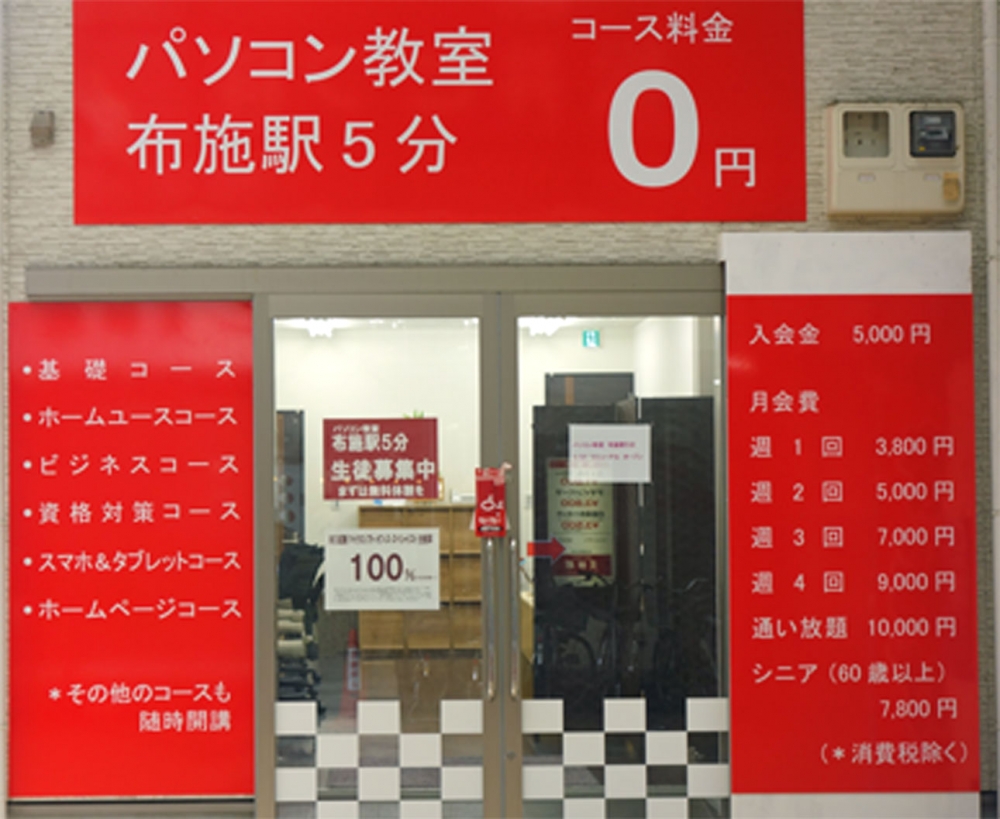 パソコン教室
布施駅5分
コース料金
0円
・基礎コース
・ホームユースコース
・ビジネスコース
・資格対策コース
・スマホ&タブレットコース
・ホームページコース
＊その他のコースも
随時開講
パソコン教室
布施駅5分
生徒募集中
まずは無料体験を
100%
入会金 5,000円
月会費
週1回 3,800円
週2回 5,000円
週3回 7,000円
週4回 9,000円
通い放題 10,000円
シニア（60歳以上）
7,800円
（＊消費税除く）